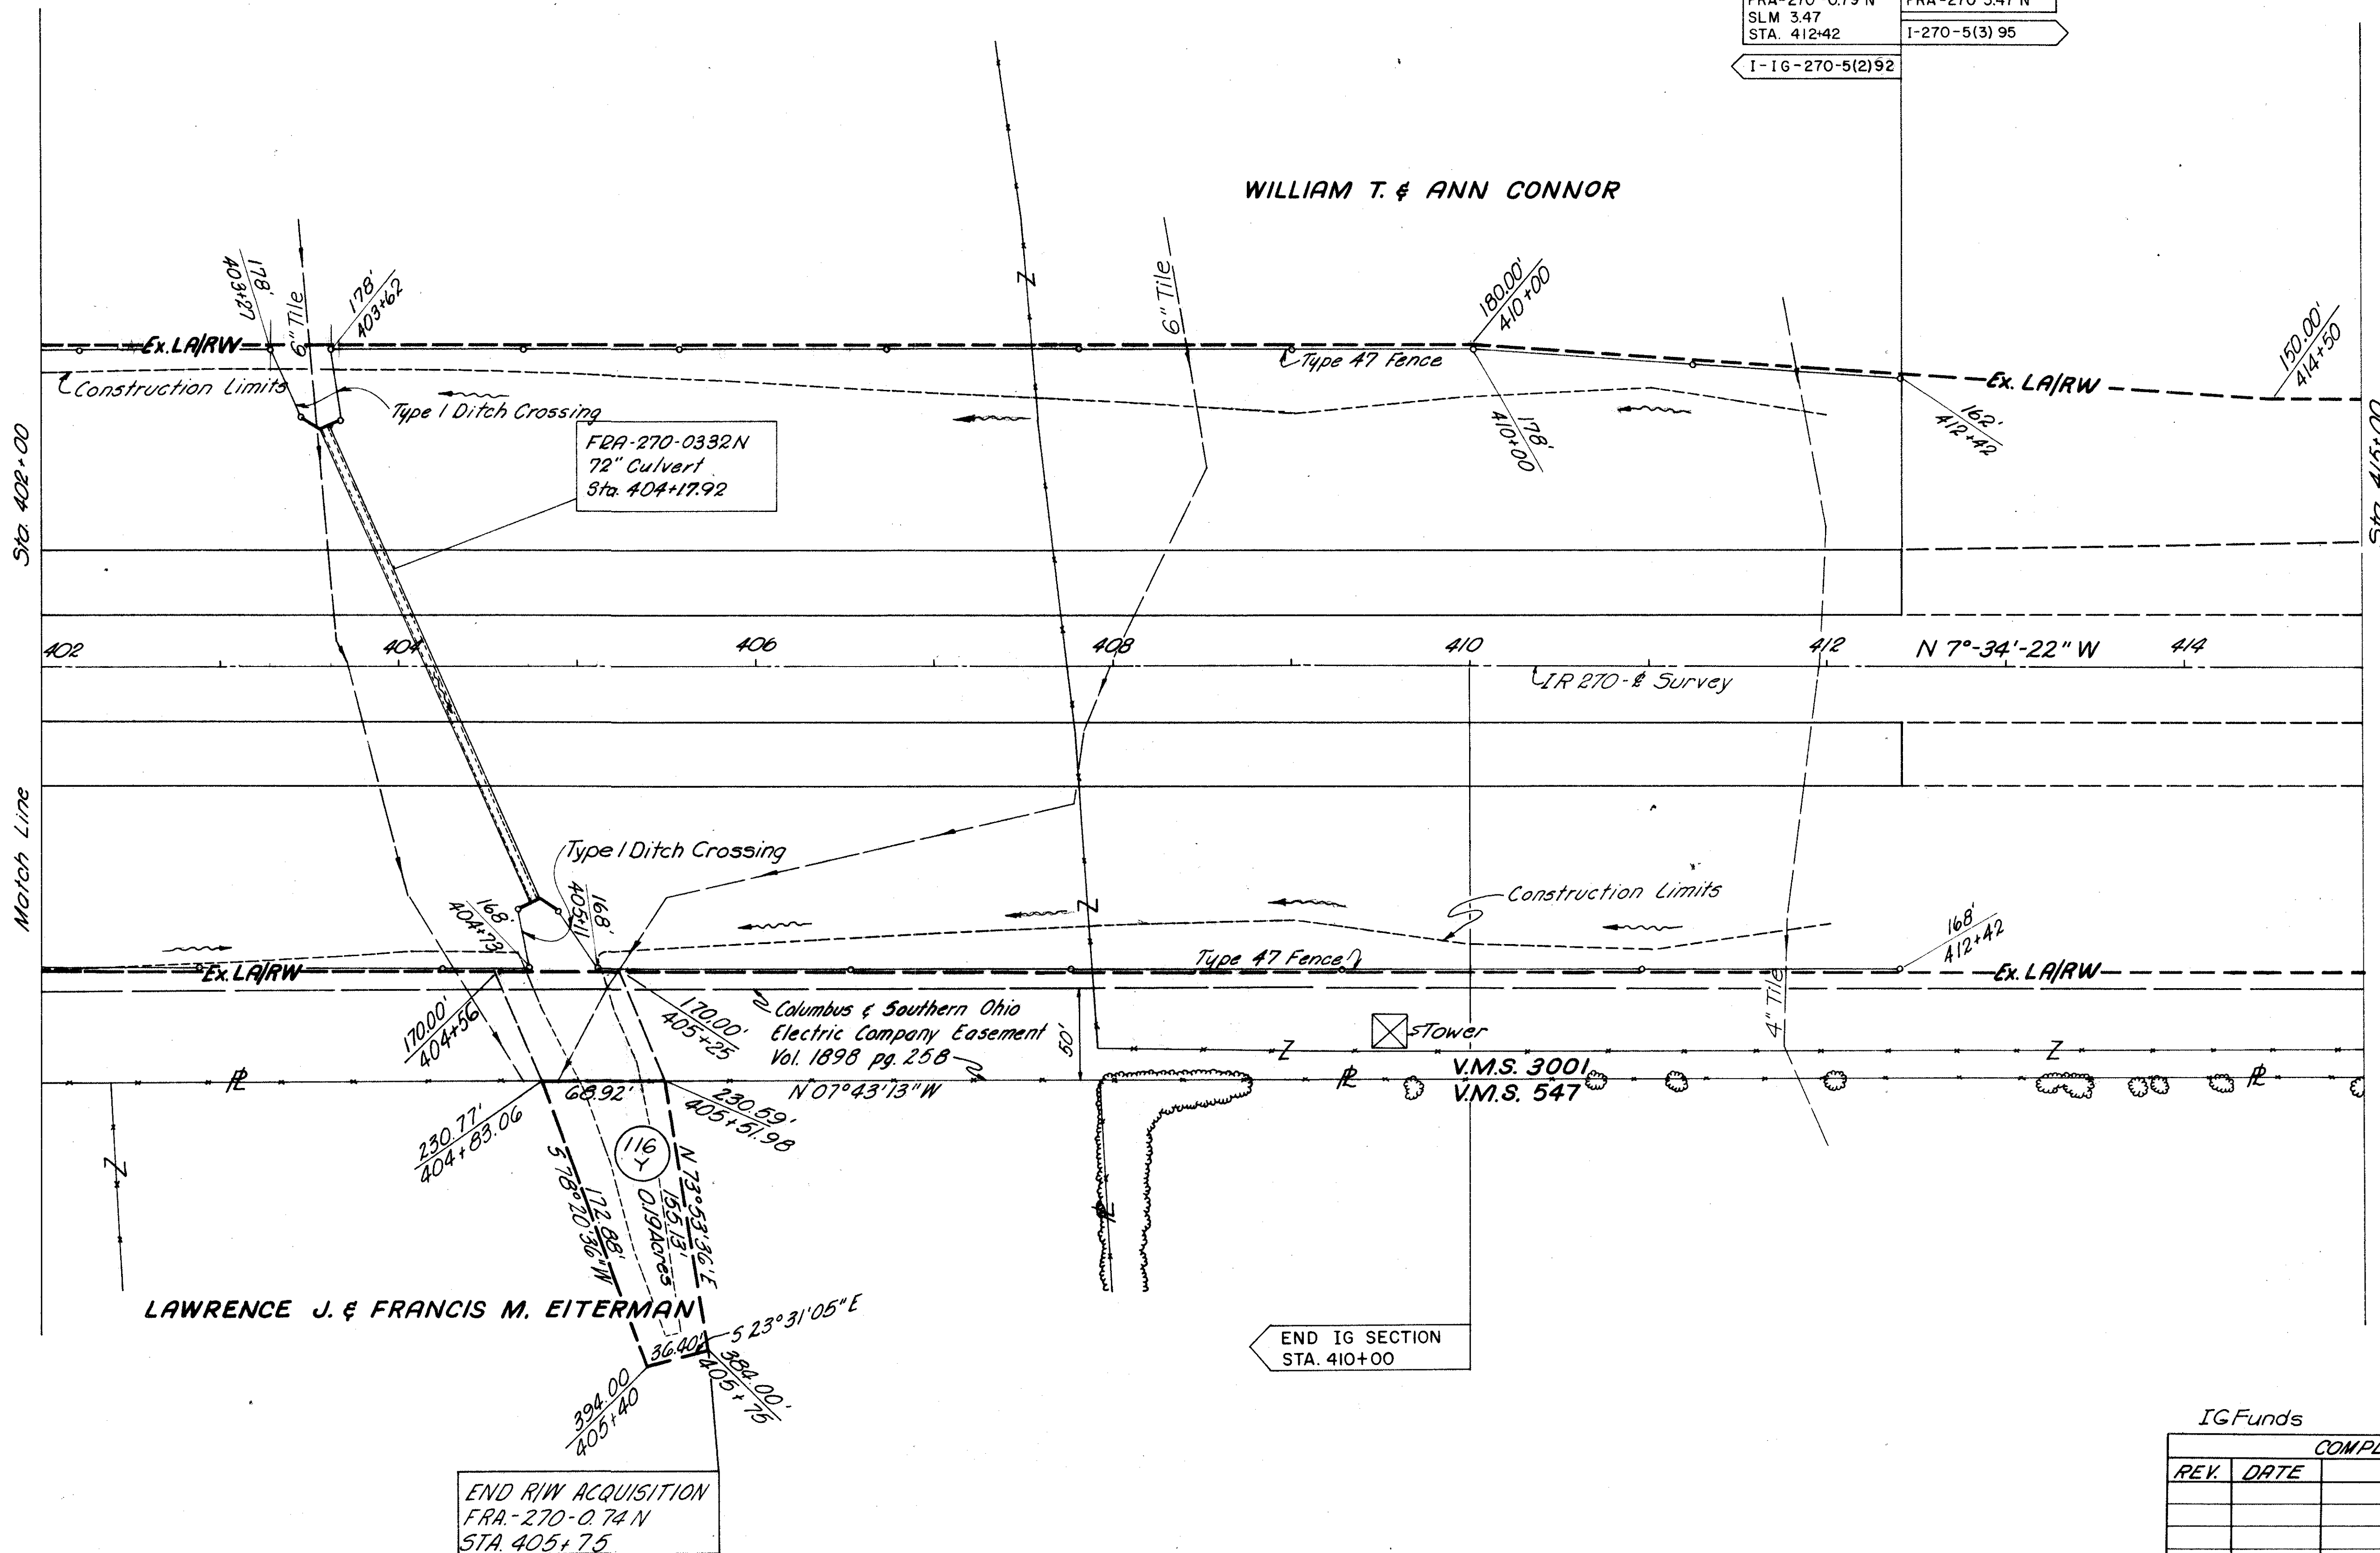 SLM 3.47
STA. 412+42
FRA-270-3.47 N
I-270-5(3) 95
I-IG-270-5(2)92
WILLIAM T. & ANN CONNOR
178'
403+27
6" Tile
178'
403+62
Z
6" Tile
180.00'
410+00
150.00'
414+50
Ex. LA/RW
Construction Limits
Type 1 Ditch Crossing
Type 47 Fence
178'
410+00
Ex. LA/RW
162'
412+42
FRA-270-0332N
72" Culvert
Sta. 404+17.92
Sta. 402+00
Sta. 415+00
402
404
406
408
410
412
N 7°-34'-22" W
414
IR 270-℄ Survey
Match Line
Type 1 Ditch Crossing
168'
404+73
168'
405+11
Z
Construction Limits
168'
412+42
Ex. LA/RW
Type 47 Fence
Ex. LA/RW
170.00'
404+56
170.00'
405+25
Columbus & Southern Ohio
Electric Company Easement
Vol. 1898 pg. 258
50'
Tower
4" Tile
Z
Z
V.M.S. 3001
V.M.S. 547
PL
68.92'
N 07°43'13" W
PL
PL
230.77'
404+83.06
230.59'
405+51.98
116
Y
0.19 Acres
S 78°20'36" W
172.88'
N 73°53'36" E
155.13'
Z
Z
LAWRENCE J. & FRANCIS M. EITERMAN
36.40'
S 23°31'05" E
394.00
405+40
384.00'
405+75
END IG SECTION
STA. 410+00
END R/W ACQUISITION
FRA.-270-0.74 N
STA. 405+75
IG Funds
REV.
DATE